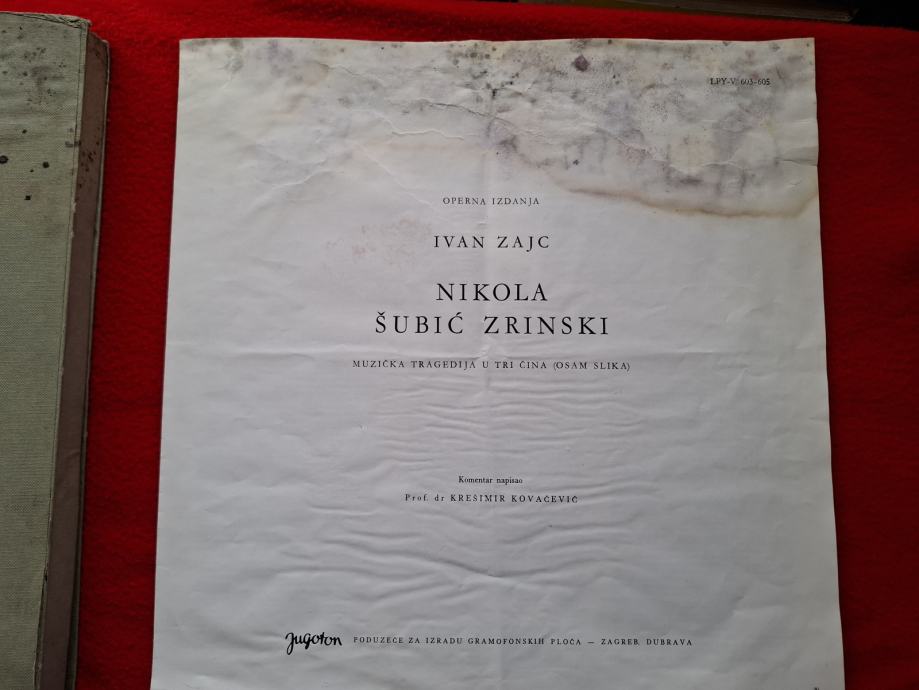 LPY-V 603-605
OPERNA IZDANJA
IVAN ZAJC
NIKOLA
ŠUBIĆ ZRINSKI
MUZIČKA TRAGEDIJA U TRI ČINA (OSAM SLIKA)
Komentar napisao
Prof. dr KREŠIMIR KOVAČEVIĆ
Jugoton PODUZEĆE ZA IZRADU GRAMOFONSKIH PLOČA — ZAGREB, DUBRAVA